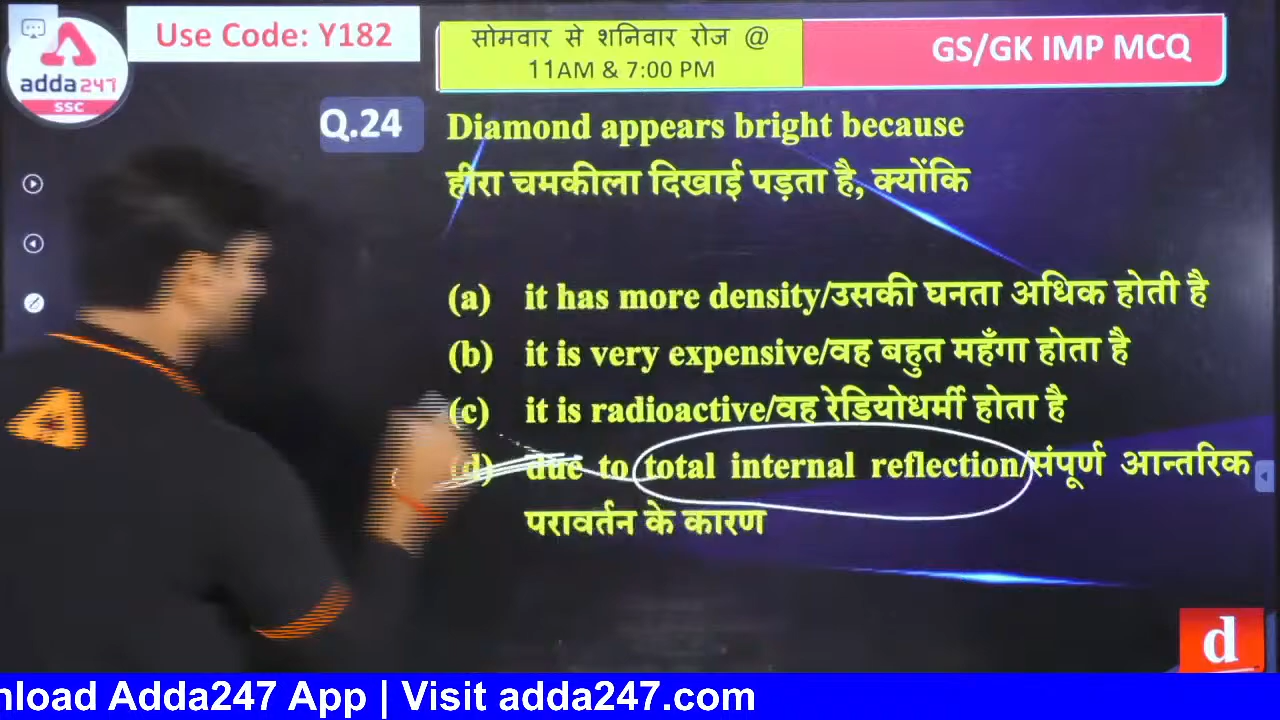 Use Code: Y182
सोमवार से शनिवार रोज @
11AM & 7:00 PM
GS/GK IMP MCQ
adda247
SSC
Q.24 Diamond appears bright because
हीरा चमकीला दिखाई पड़ता है, क्योंकि
(a) it has more density/उसकी घनता अधिक होती है
(b) it is very expensive/वह बहुत महँगा होता है
(c) it is radioactive/वह रेडियोधर्मी होता है
(d) due to total internal reflection/संपूर्ण आन्तरिक
परावर्तन के कारण
d
nload Adda247 App | Visit adda247.com